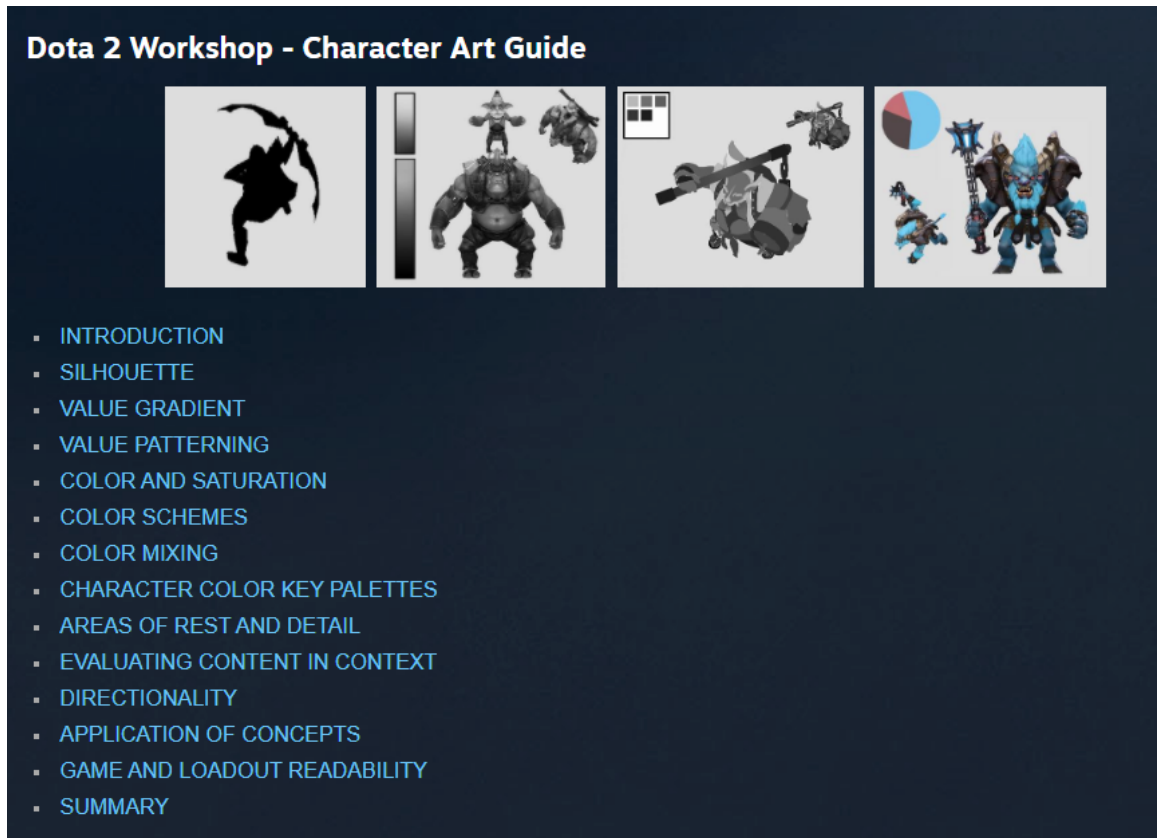 Dota 2 Workshop - Character Art Guide
INTRODUCTION
SILHOUETTE
VALUE GRADIENT
VALUE PATTERNING
COLOR AND SATURATION
COLOR SCHEMES
COLOR MIXING
CHARACTER COLOR KEY PALETTES
AREAS OF REST AND DETAIL
EVALUATING CONTENT IN CONTEXT
DIRECTIONALITY
APPLICATION OF CONCEPTS
GAME AND LOADOUT READABILITY
SUMMARY